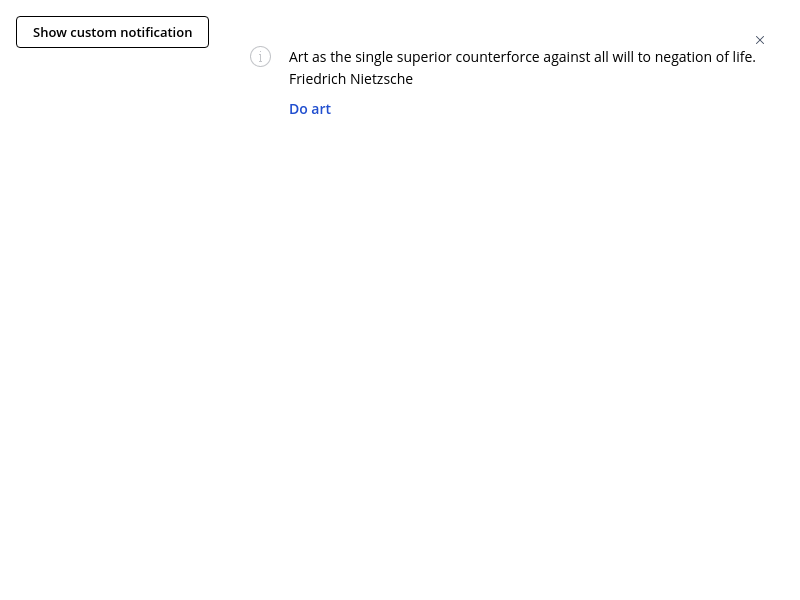 Show custom notification
Art as the single superior counterforce against all will to negation of life.
Friedrich Nietzsche
Do art